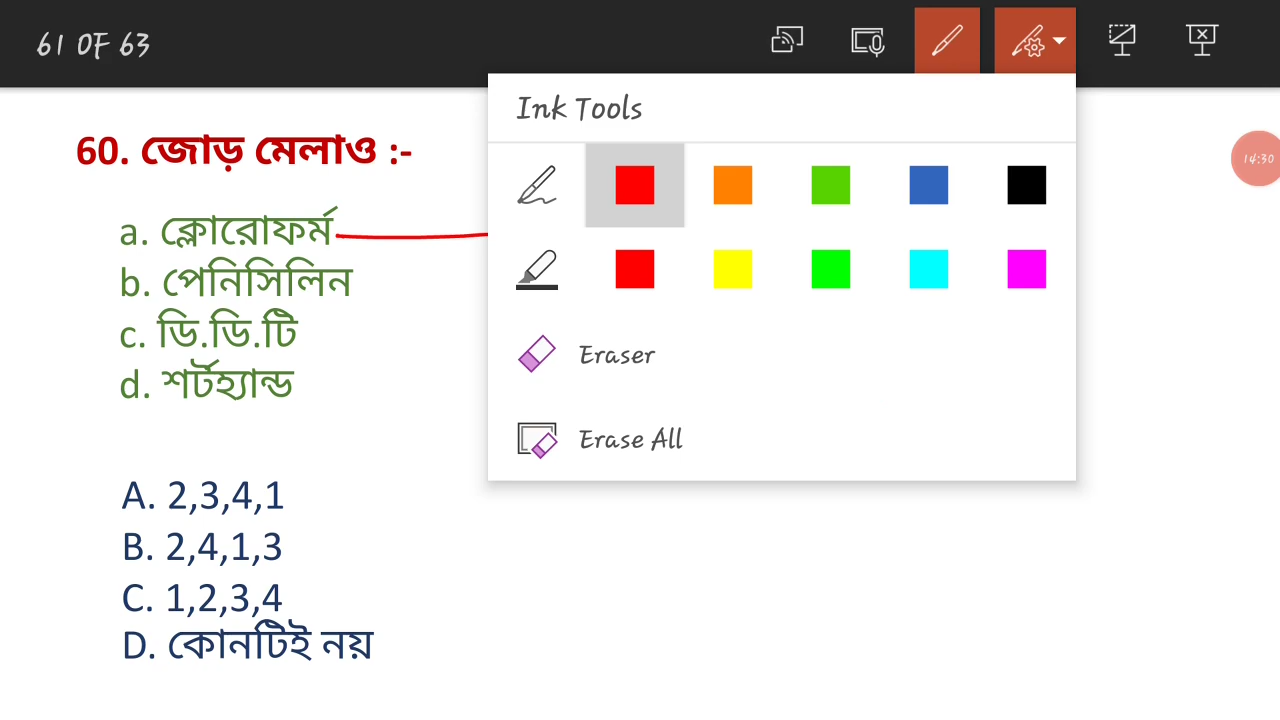 61 OF 63
Ink Tools
14:30
60. জোড় মেলাও :-
a. ক্লোরোফর্ম
b. পেনিসিলিন
c. ডি.ডি.টি
d. শর্টহ্যান্ড
Eraser
Erase All
A. 2,3,4,1
B. 2,4,1,3
C. 1,2,3,4
D. কোনটিই নয়